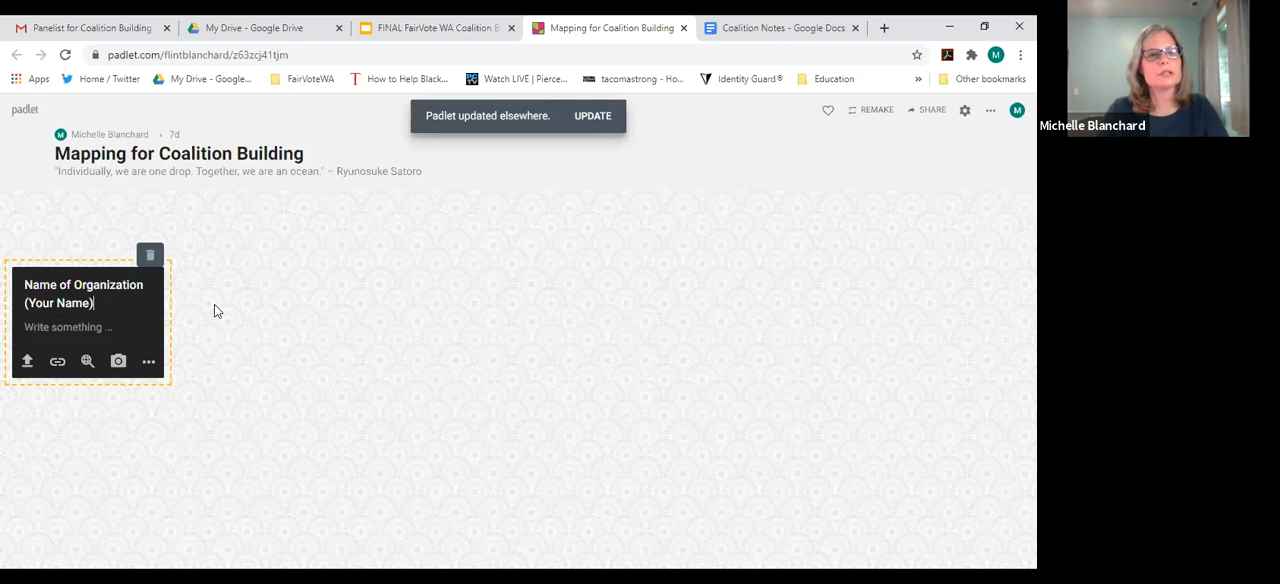 Panelist for Coalition Building
My Drive - Google Drive
FINAL FairVote WA Coalition B
Mapping for Coalition Building
Coalition Notes - Google Docs
padlet.com/flintblanchard/z63zcj41tjm
M
Apps
Home / Twitter
My Drive - Google...
FairVoteWA
How to Help Black...
Watch LIVE | Pierce...
tacomastrong - Ho...
Identity Guard®
Education
»
Other bookmarks
padlet
Padlet updated elsewhere.
UPDATE
REMAKE
SHARE
M
M
Michelle Blanchard • 7d
Mapping for Coalition Building
"Individually, we are one drop. Together, we are an ocean." – Ryunosuke Satoro
Name of Organization
(Your Name)
Write something ...
Michelle Blanchard